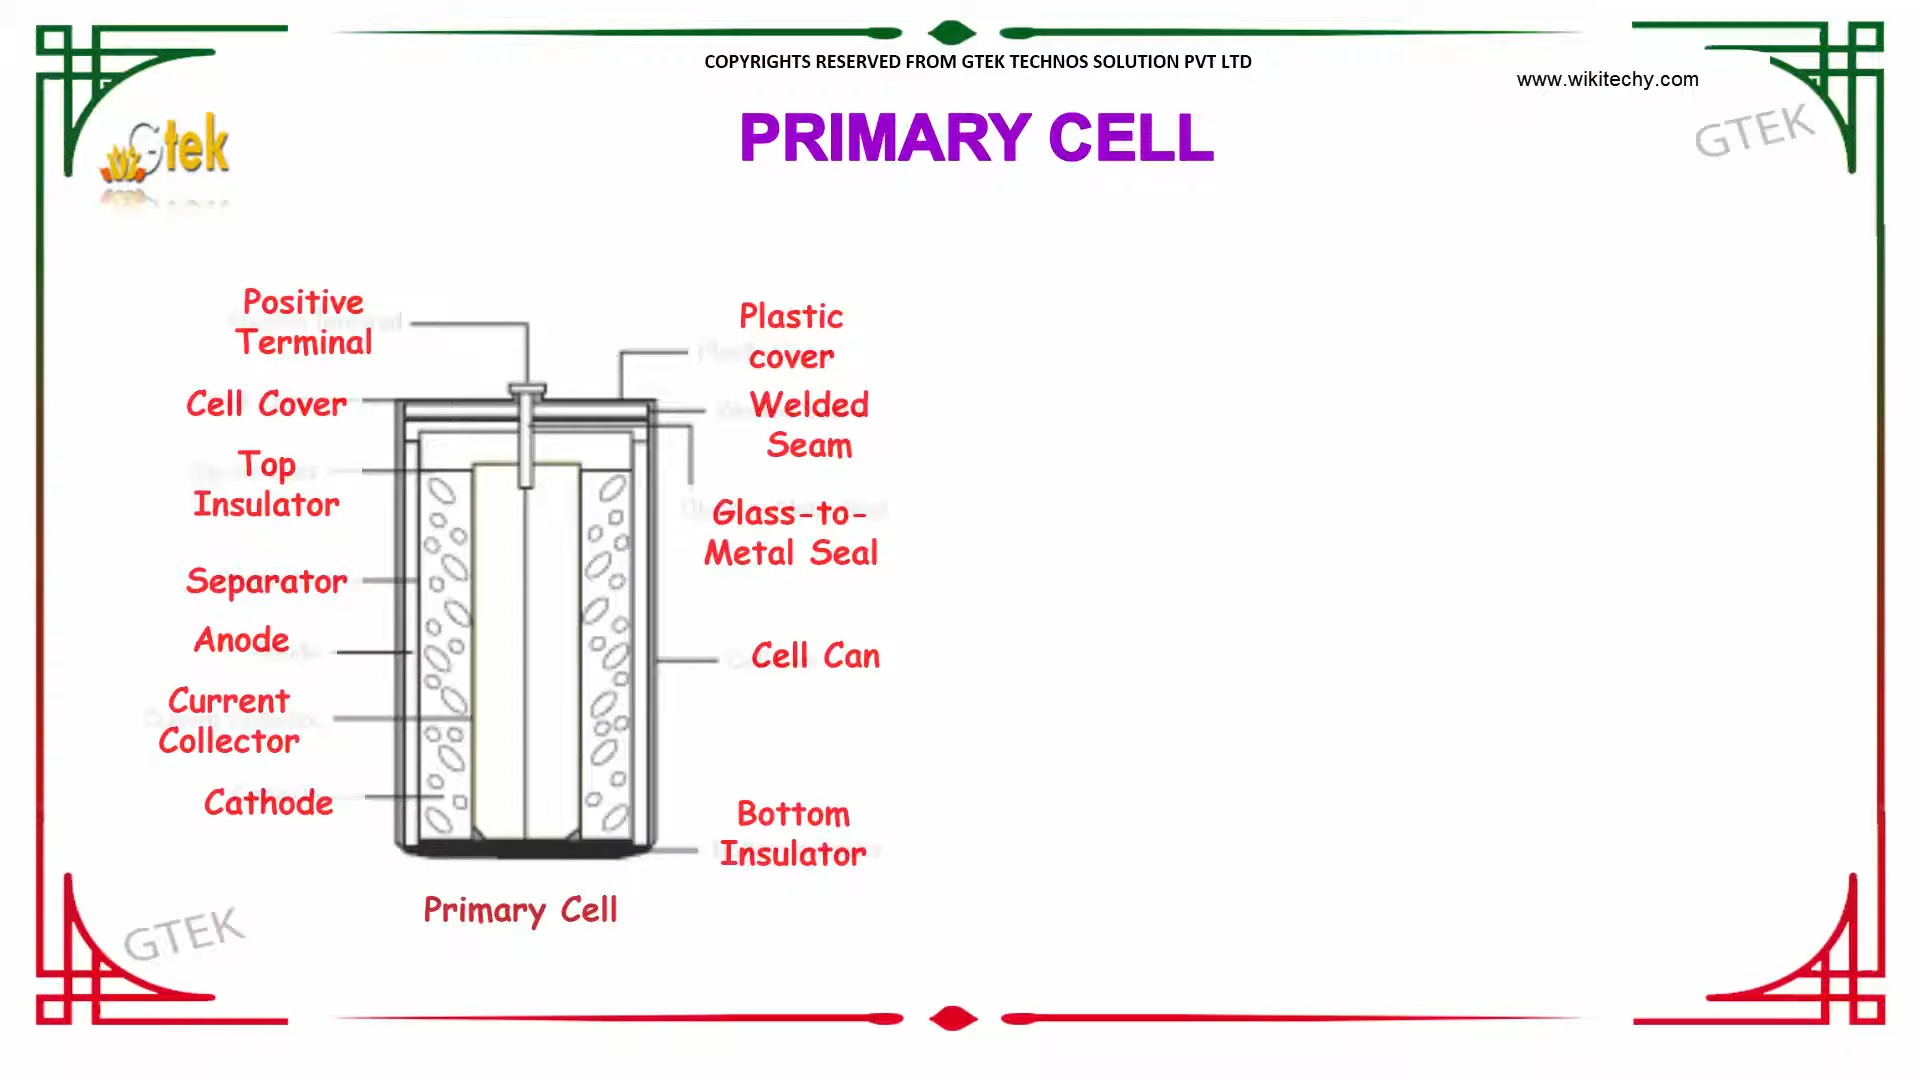 COPYRIGHTS RESERVED FROM GTEK TECHNOS SOLUTION PVT LTD
www.wikitechy.com
Gtek
PRIMARY CELL
GTEK
Positive
Terminal
Cell Cover
Top
Insulator
Separator
Anode
Current
Collector
Cathode
Plastic
cover
Welded
Seam
Glass-to-
Metal Seal
Cell Can
Bottom
Insulator
Primary Cell
GTEK